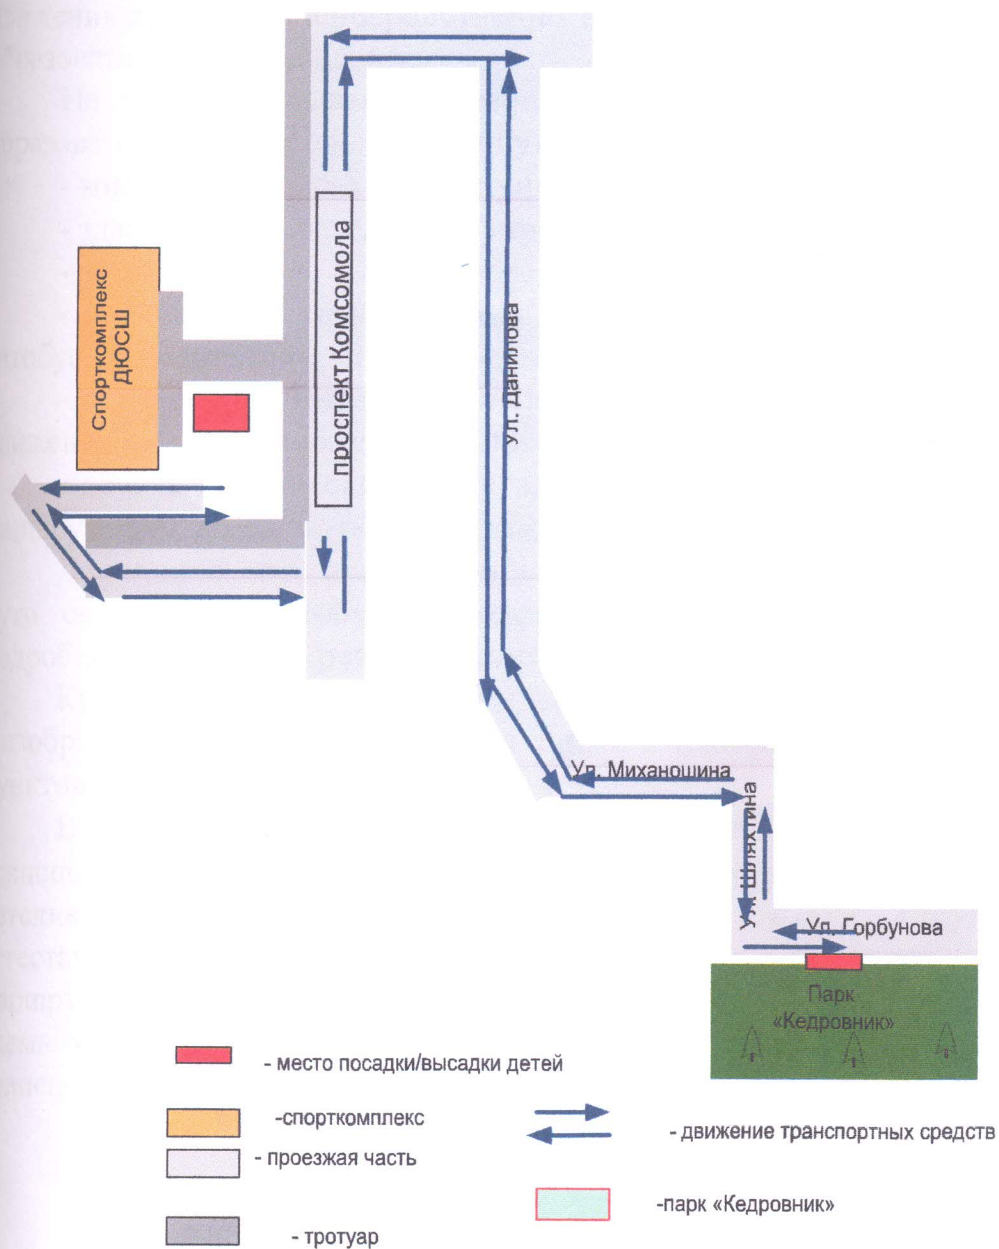 Спорткомплекс
ДЮСШ
проспект Комсомола
ул. Данилова
Ул. Миханошина
Ул. Шляхтина
Ул. Горбунова
Парк
«Кедровник»
- место посадки/высадки детей
-спорткомплекс
- проезжая часть
- тротуар
- движение транспортных средств
-парк «Кедровник»